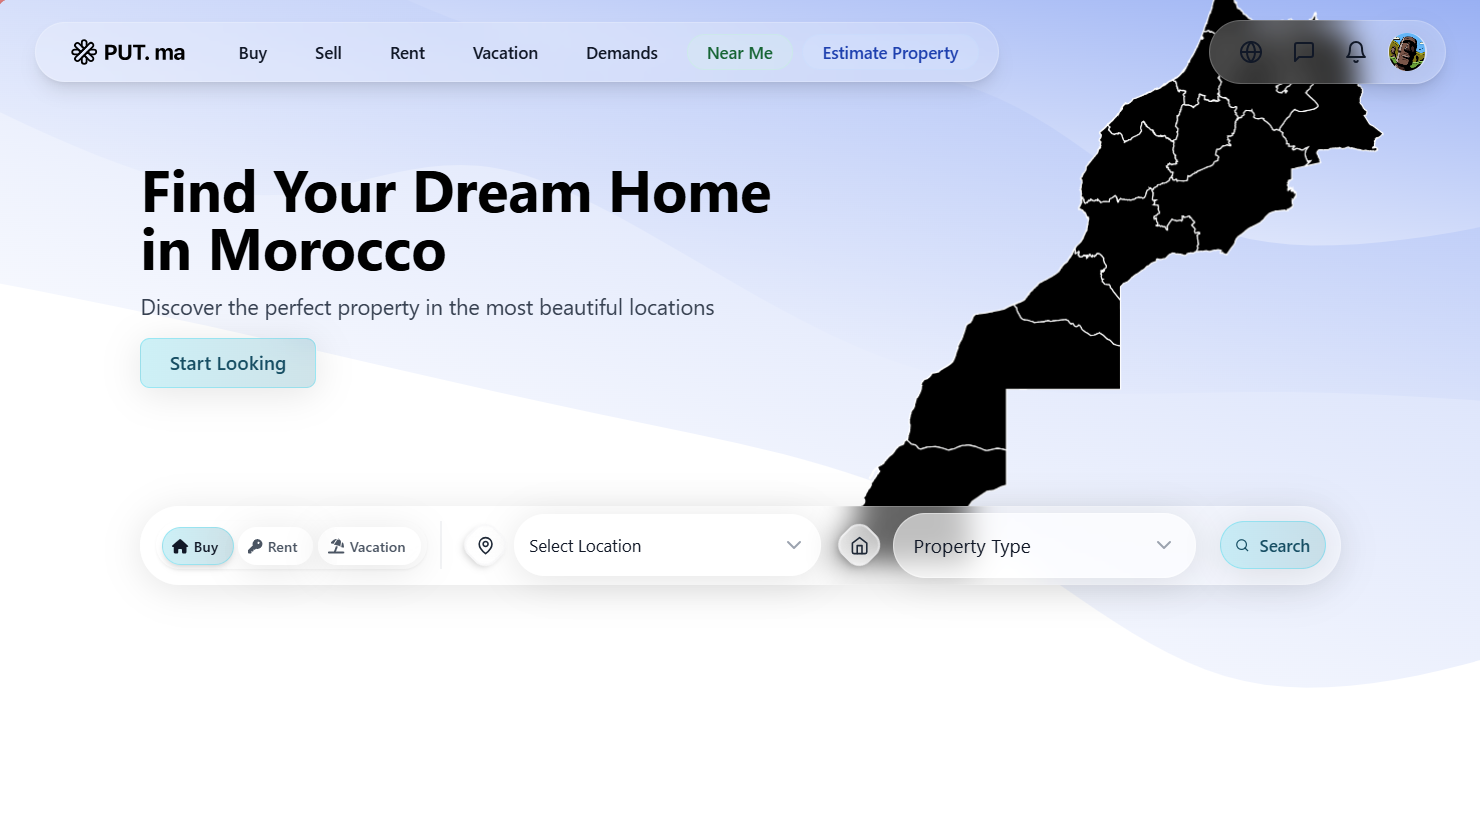 PUT. ma Buy Sell Rent Vacation Demands Near Me Estimate Property
Find Your Dream Home
in Morocco
Discover the perfect property in the most beautiful locations
Start Looking
Buy Rent Vacation Select Location Property Type Search